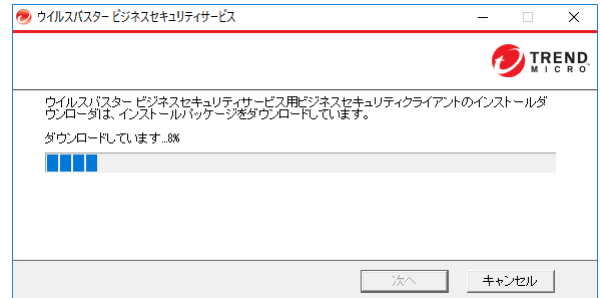 ウイルスバスター ビジネスセキュリティサービス
TREND
MICRO
ウイルスバスター ビジネスセキュリティサービス用ビジネスセキュリティクライアントのインストールダ
ウンローダは、インストールパッケージをダウンロードしています。
ダウンロードしています...8%
次へ
キャンセル